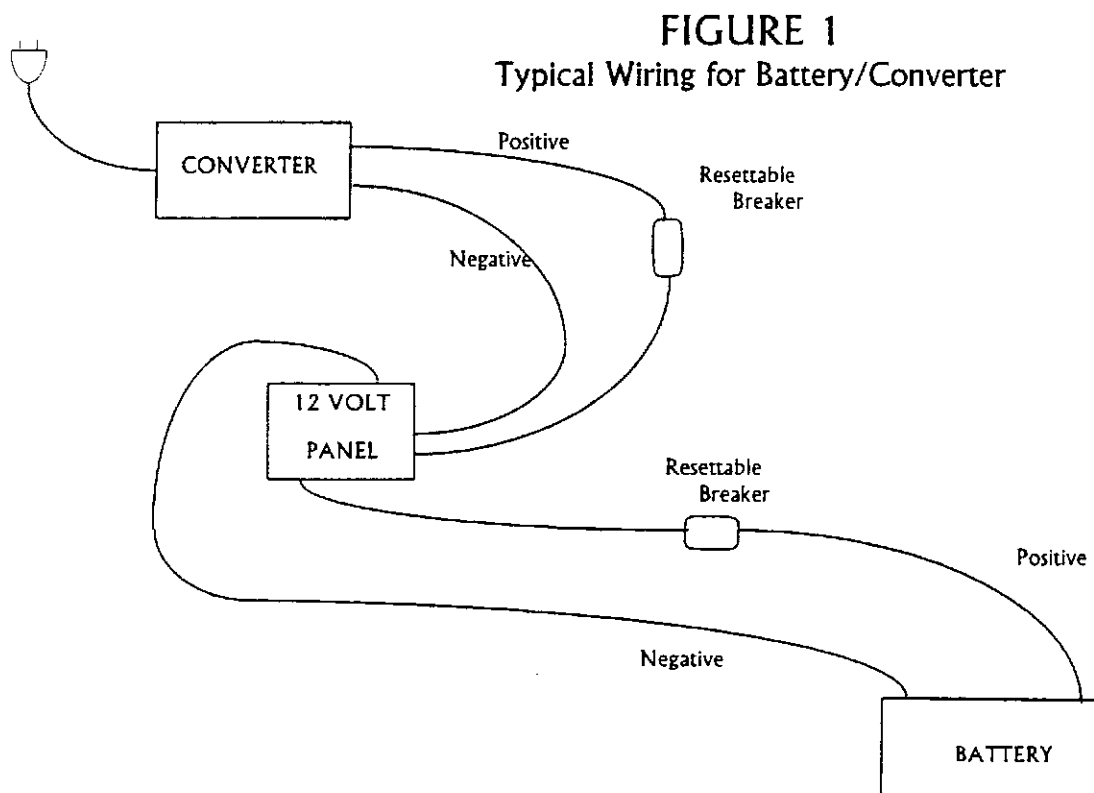 FIGURE 1
Typical Wiring for Battery/Converter
Positive
CONVERTER
Resettable
Breaker
Negative
12 VOLT
PANEL
Resettable
Breaker
Positive
Negative
BATTERY